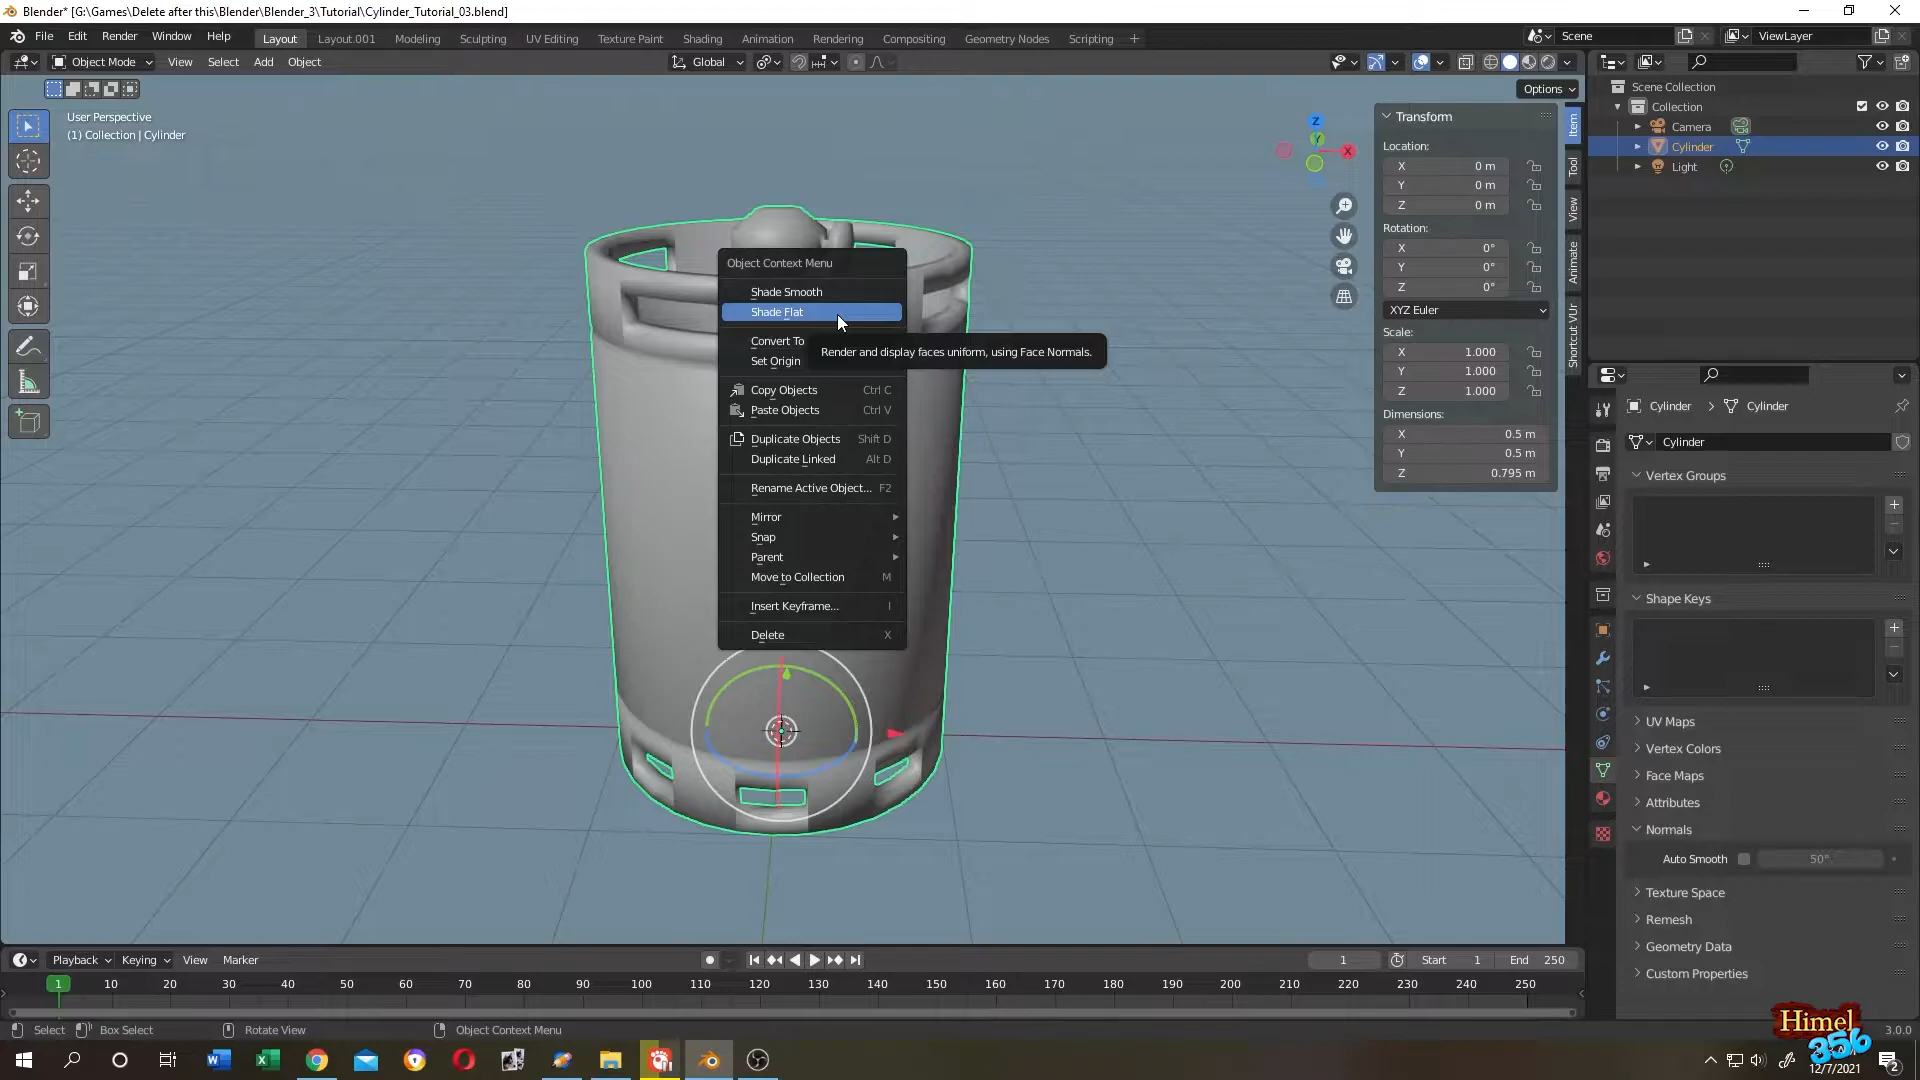 Blender* [G:\Games\Delete after this\Blender\Blender_3\Tutorial\Cylinder_Tutorial_03.blend]
File Edit Render Window Help Layout Layout.001 Modeling Sculpting UV Editing Texture Paint Shading Animation Rendering Compositing Geometry Nodes Scripting + Scene ViewLayer
Object Mode View Select Add Object Global
Options
User Perspective
(1) Collection | Cylinder
Z
Y
X
Transform
Location:
X 0 m
Y 0 m
Z 0 m
Rotation:
X 0°
Y 0°
Z 0°
XYZ Euler
Scale:
X 1.000
Y 1.000
Z 1.000
Dimensions:
X 0.5 m
Y 0.5 m
Z 0.795 m
Item
Tool
View
Animate
Shortcut VUr
Object Context Menu
Shade Smooth
Shade Flat
Convert To
Set Origin
Render and display faces uniform, using Face Normals.
Copy Objects Ctrl C
Paste Objects Ctrl V
Duplicate Objects Shift D
Duplicate Linked Alt D
Rename Active Object... F2
Mirror
Snap
Parent
Move to Collection M
Insert Keyframe... I
Delete X
Scene Collection
Collection
Camera
Cylinder
Light
Cylinder > Cylinder
Cylinder
Vertex Groups
Shape Keys
UV Maps
Vertex Colors
Face Maps
Attributes
Normals
Auto Smooth 50°
Texture Space
Remesh
Geometry Data
Custom Properties
Playback Keying View Marker 1 Start 1 End 250
1 10 20 30 40 50 60 70 80 90 100 110 120 130 140 150 160 170 180 190 200 210 220 230 240 250
Select Box Select Rotate View Object Context Menu 3.0.0
Himel
356
12/7/2021
2